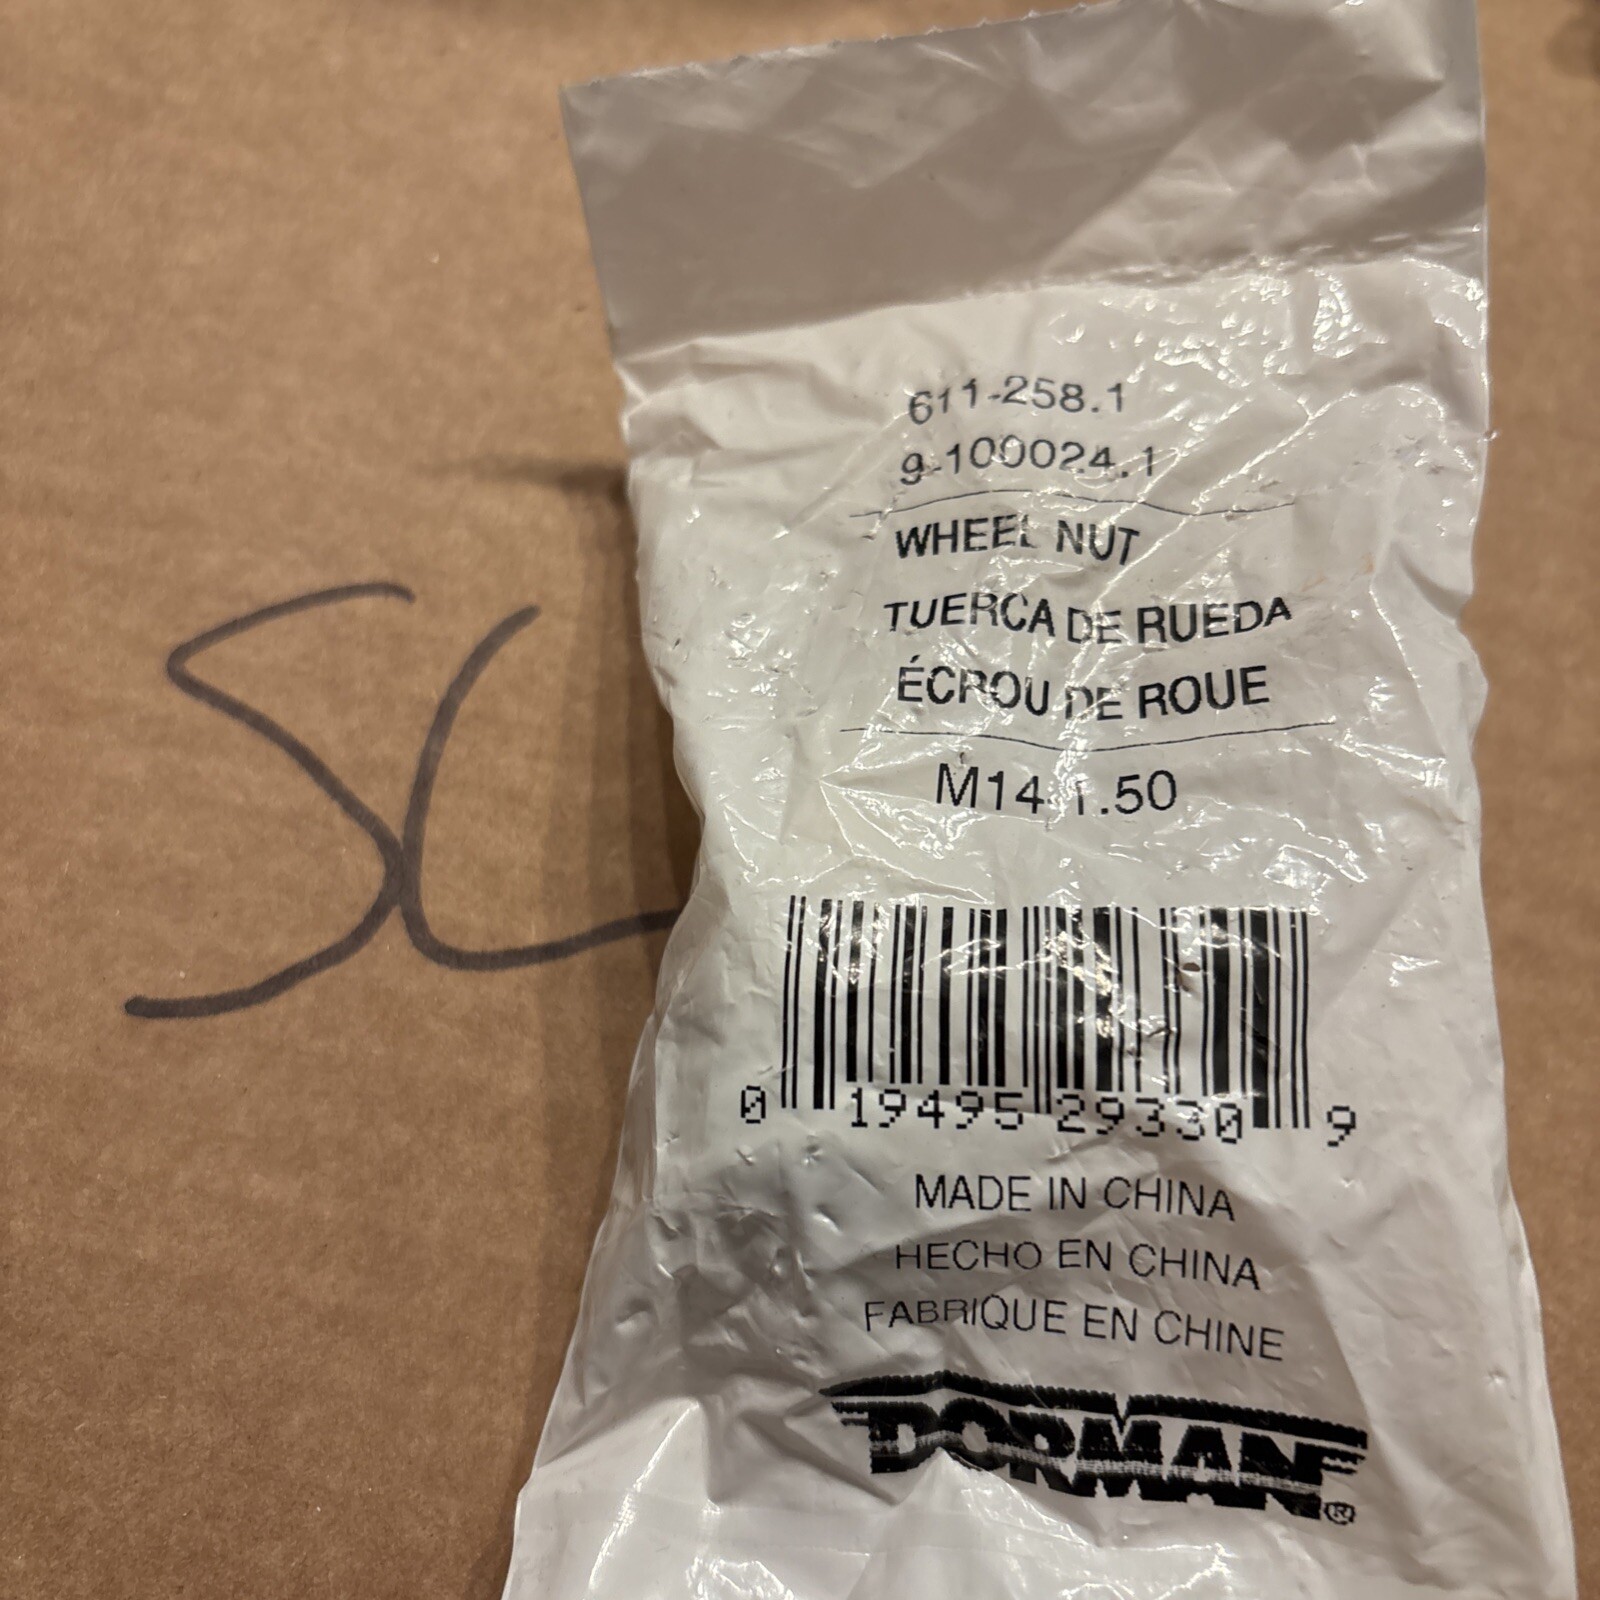 SL
611-258.1
9-100024.1
WHEEL NUT
TUERCA DE RUEDA
ÉCROU DE ROUE
M14-1.50
0 19495 29330 9
MADE IN CHINA
HECHO EN CHINA
FABRIQUE EN CHINE
DORMAN®